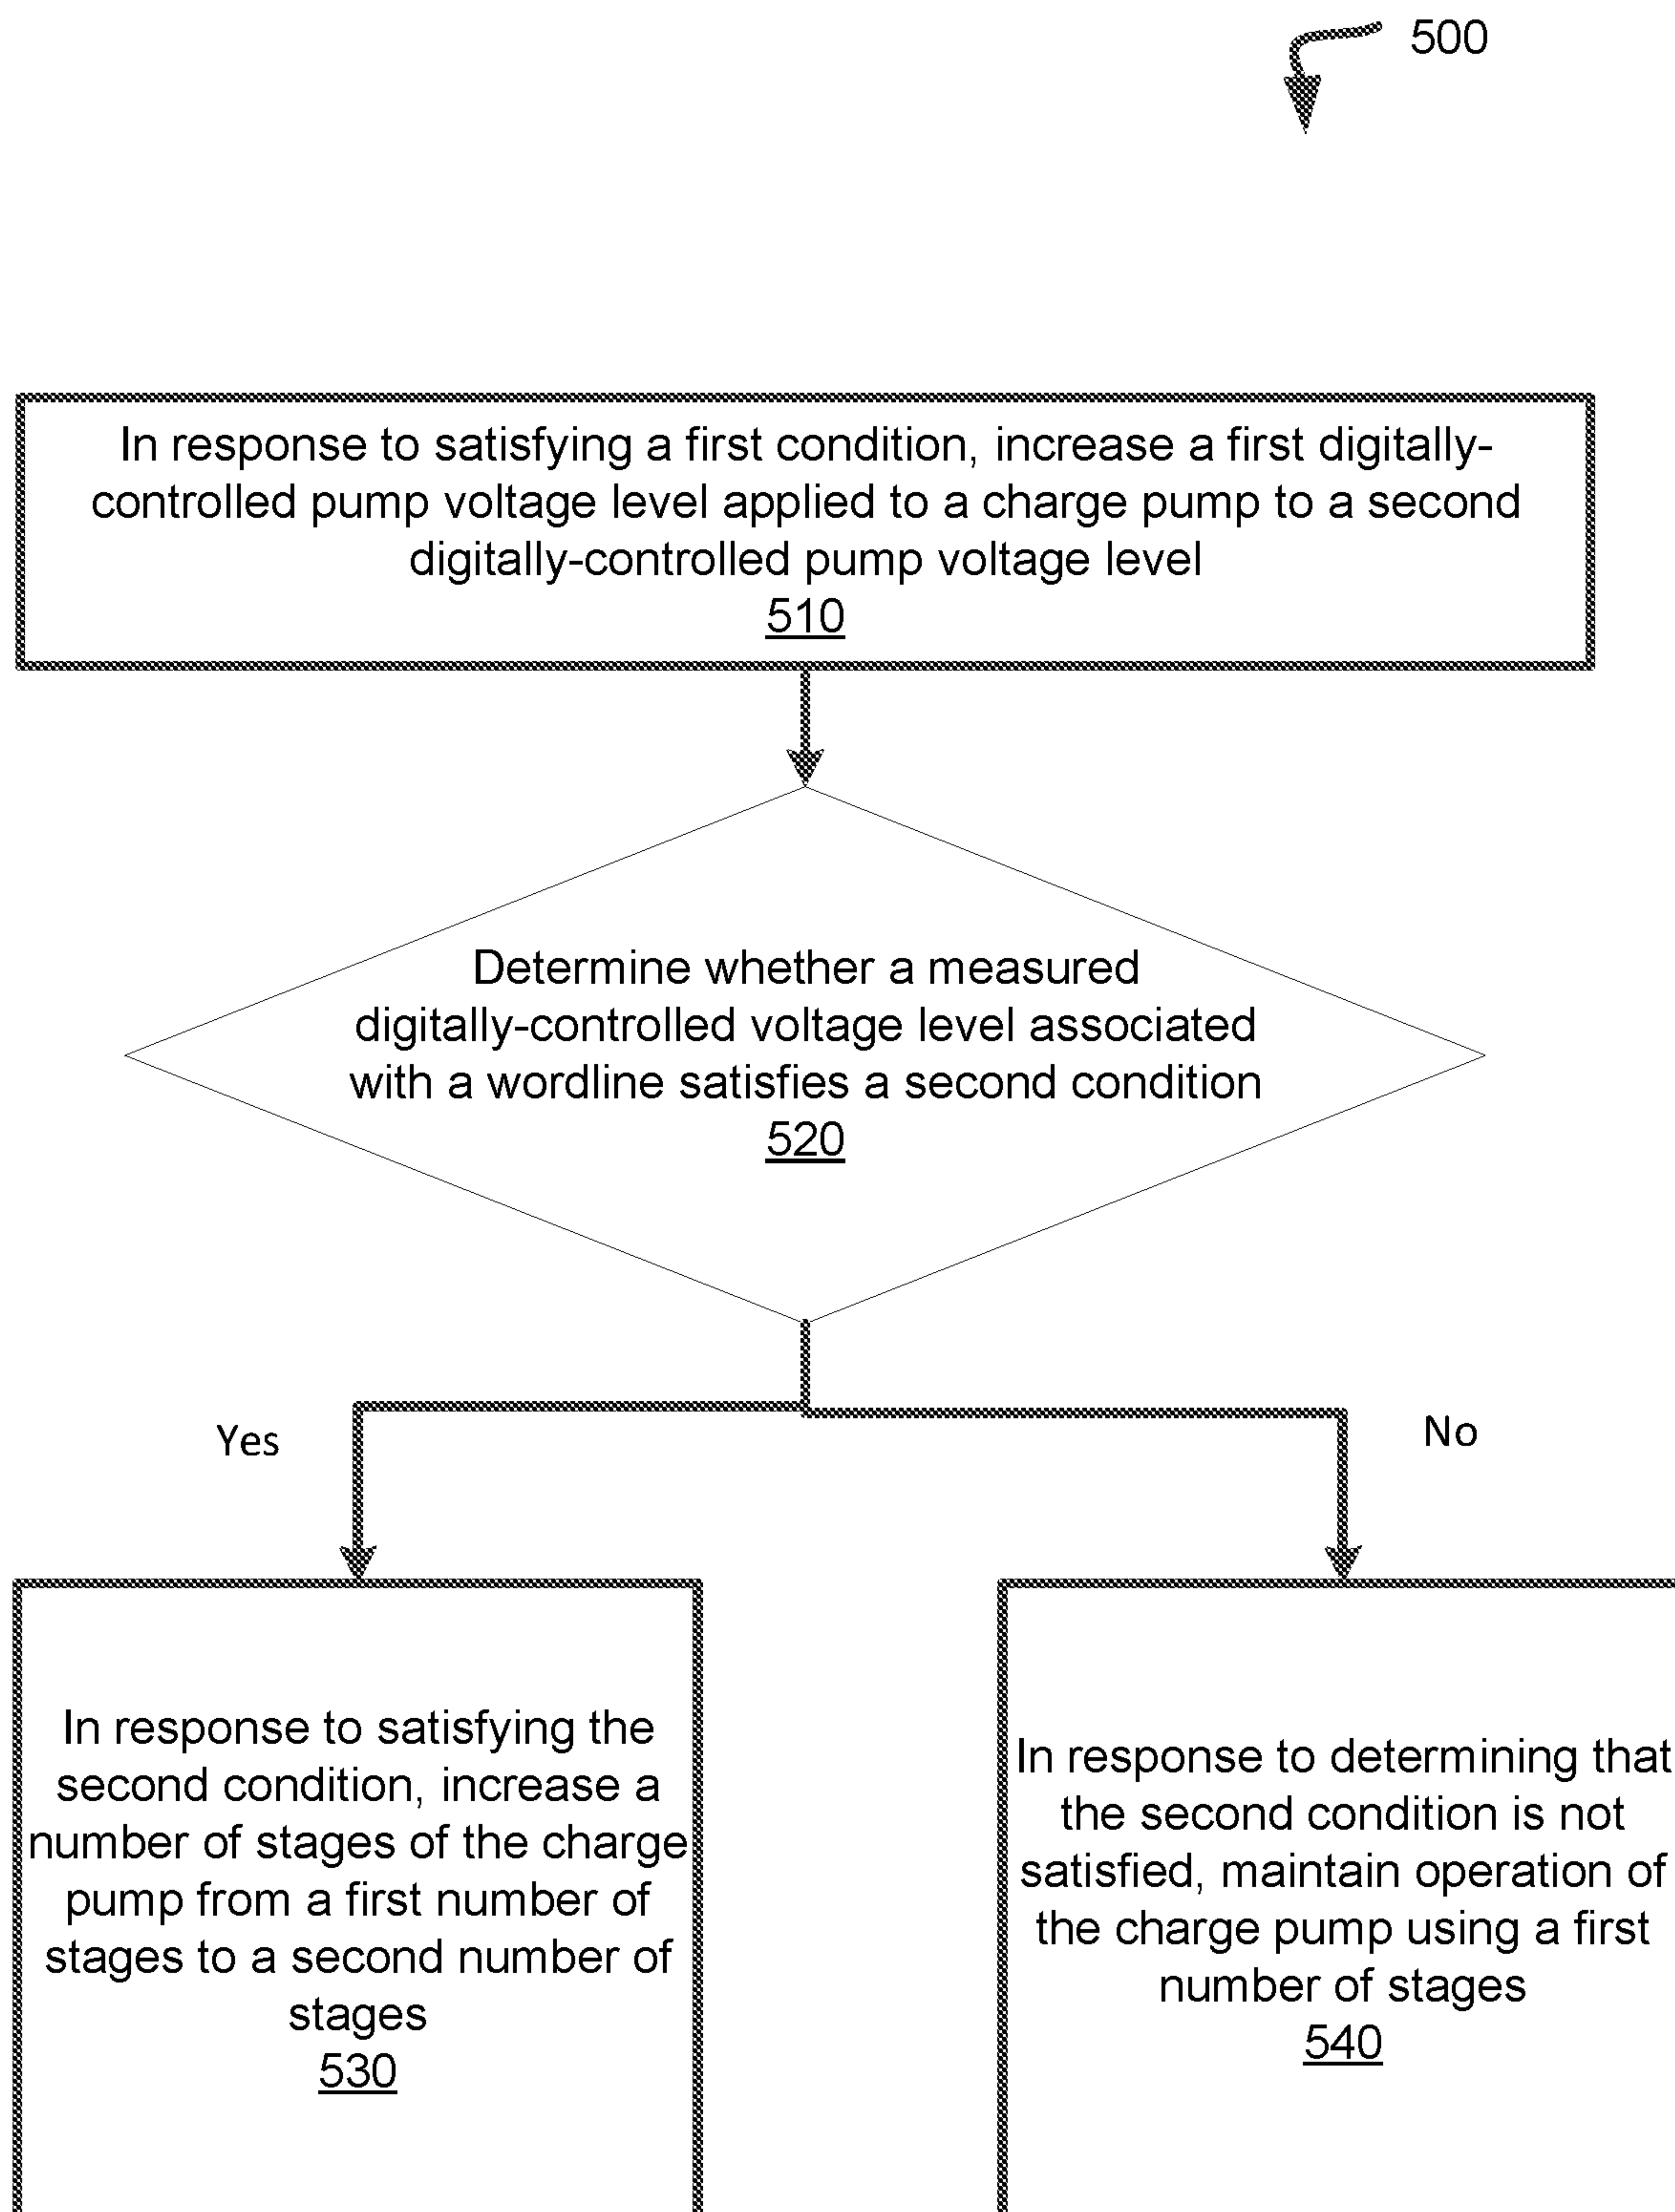 500
In response to satisfying a first condition, increase a first digitally-
controlled pump voltage level applied to a charge pump to a second
digitally-controlled pump voltage level
510
Determine whether a measured
digitally-controlled voltage level associated
with a wordline satisfies a second condition
520
Yes
No
In response to satisfying the
second condition, increase a
number of stages of the charge
pump from a first number of
stages to a second number of
stages
530
In response to determining that
the second condition is not
satisfied, maintain operation of
the charge pump using a first
number of stages
540